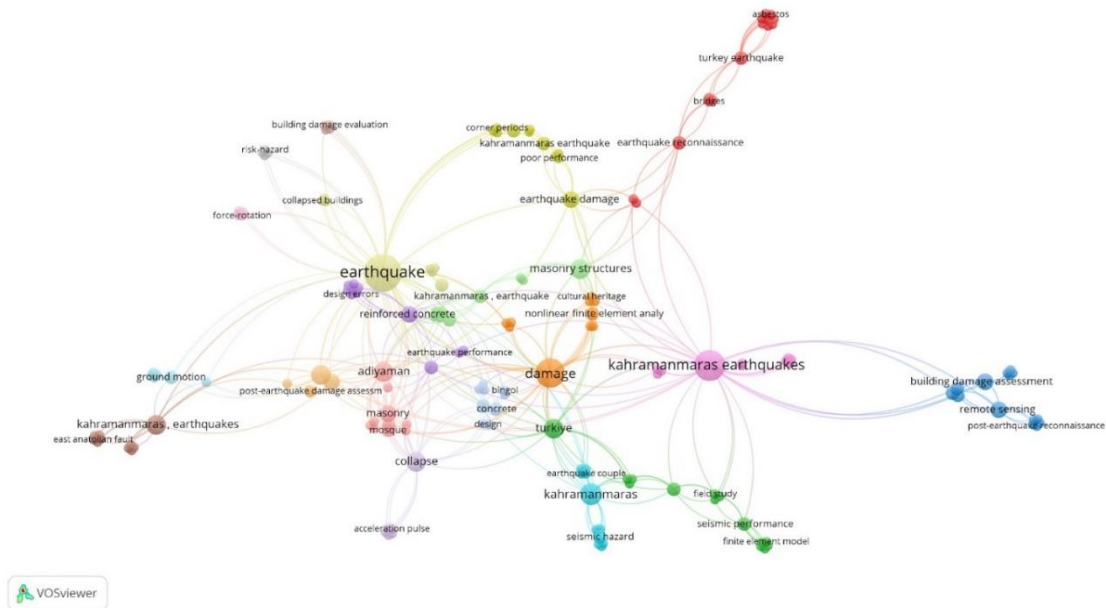 asbestos
turkey earthquake
bridges
building damage evaluation
corner periods
kahramanmaras earthquake
earthquake reconnaissance
risk-hazard
poor performance
collapsed buildings
earthquake damage
force-rotation
earthquake
masonry structures
design errors
kahramanmaras , earthquake
cultural heritage
reinforced concrete
nonlinear finite element analy
earthquake performance
kahramanmaras earthquakes
adiyaman
damage
ground motion
building damage assessment
post-earthquake damage assessm
bingol
concrete
remote sensing
masonry
kahramanmaras , earthquakes
design
post-earthquake reconnaissance
mosque
turkiye
east anatolian fault
collapse
earthquake couple
kahramanmaras
field study
acceleration pulse
seismic performance
seismic hazard
finite element model
VOSviewer